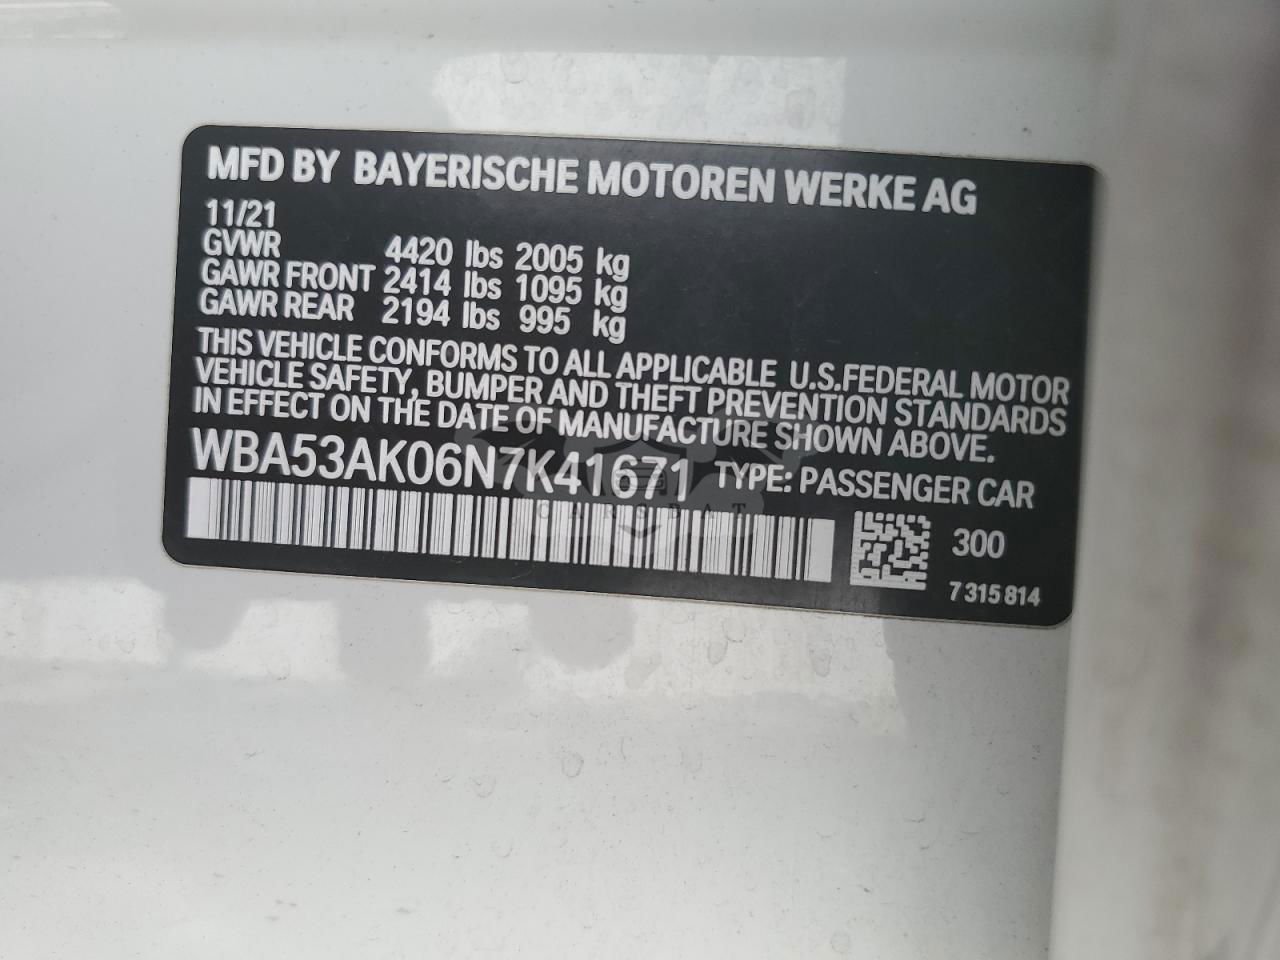 MFD BY BAYERISCHE MOTOREN WERKE AG
11/21
GVWR 4420 lbs 2005 kg
GAWR FRONT 2414 lbs 1095 kg
GAWR REAR 2194 lbs 995 kg
THIS VEHICLE CONFORMS TO ALL APPLICABLE U.S.FEDERAL MOTOR
VEHICLE SAFETY, BUMPER AND THEFT PREVENTION STANDARDS
IN EFFECT ON THE DATE OF MANUFACTURE SHOWN ABOVE.
WBA53AK06N7K41671 TYPE: PASSENGER CAR
CARSBAT
300
7 315 814